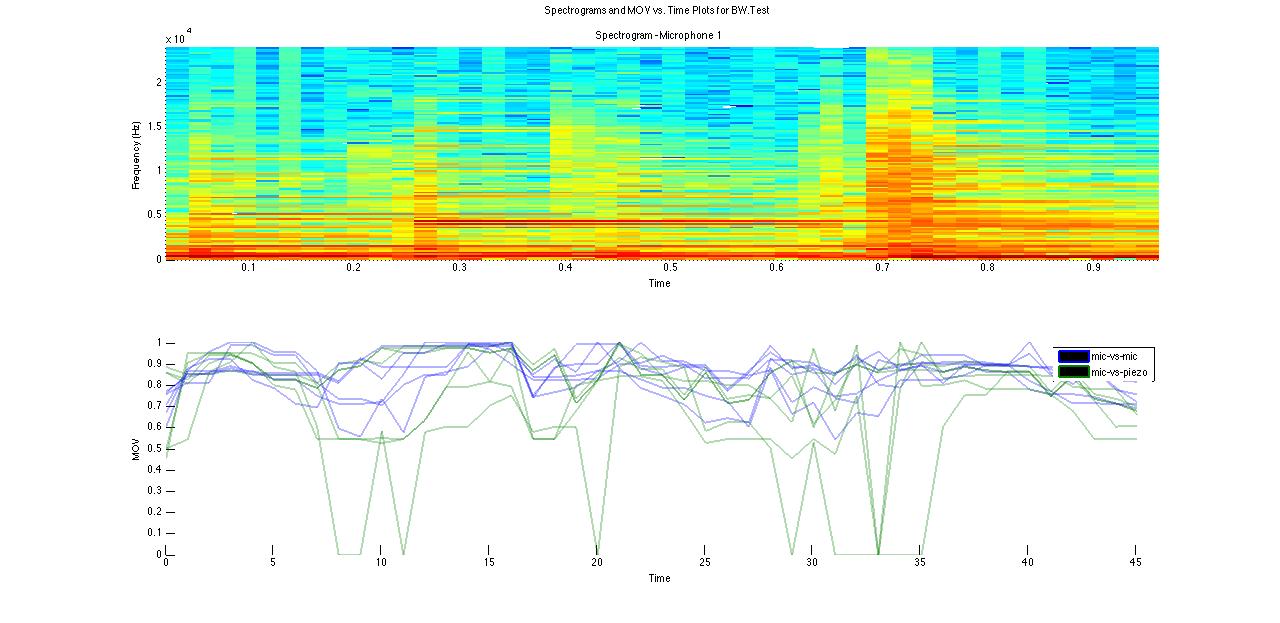 Spectrograms and MOV vs. Time Plots for BW.Test
Spectrogram - Microphone 1
x 10^4
2
1.5
1
0.5
0
Frequency (Hz)
0.1 0.2 0.3 0.4 0.5 0.6 0.7 0.8 0.9
Time
1
0.9
0.8
0.7
0.6
0.5
0.4
0.3
0.2
0.1
0
MOV
mic-vs-mic
mic-vs-piezo
0 5 10 15 20 25 30 35 40 45
Time